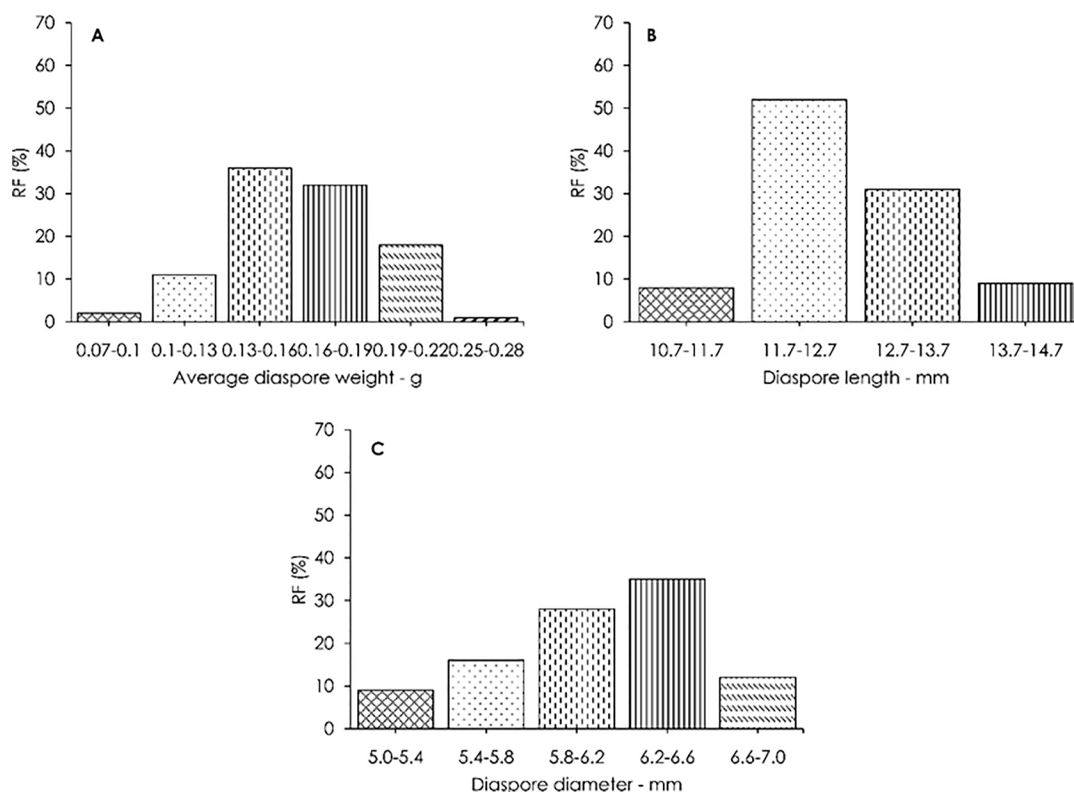 A
70
60
50
40
30
20
10
0
RF (%)
0.07-0.1 0.1-0.13 0.13-0.16 0.16-0.19 0.19-0.22 0.25-0.28
Average diaspore weight - g
B
70
60
50
40
30
20
10
0
RF (%)
10.7-11.7 11.7-12.7 12.7-13.7 13.7-14.7
Diaspore length - mm
C
70
60
50
40
30
20
10
0
RF (%)
5.0-5.4 5.4-5.8 5.8-6.2 6.2-6.6 6.6-7.0
Diaspore diameter - mm